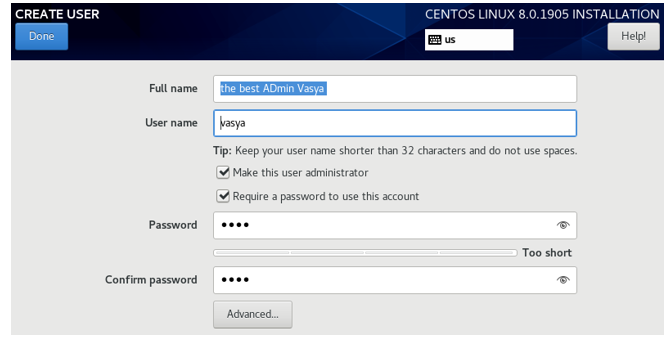 CREATE USER
CENTOS LINUX 8.0.1905 INSTALLATION
Done
us
Help!
Full name
the best ADmin Vasya
User name
vasya
Tip: Keep your user name shorter than 32 characters and do not use spaces.
Make this user administrator
Require a password to use this account
Password
••••
Too short
Confirm password
••••
Advanced...